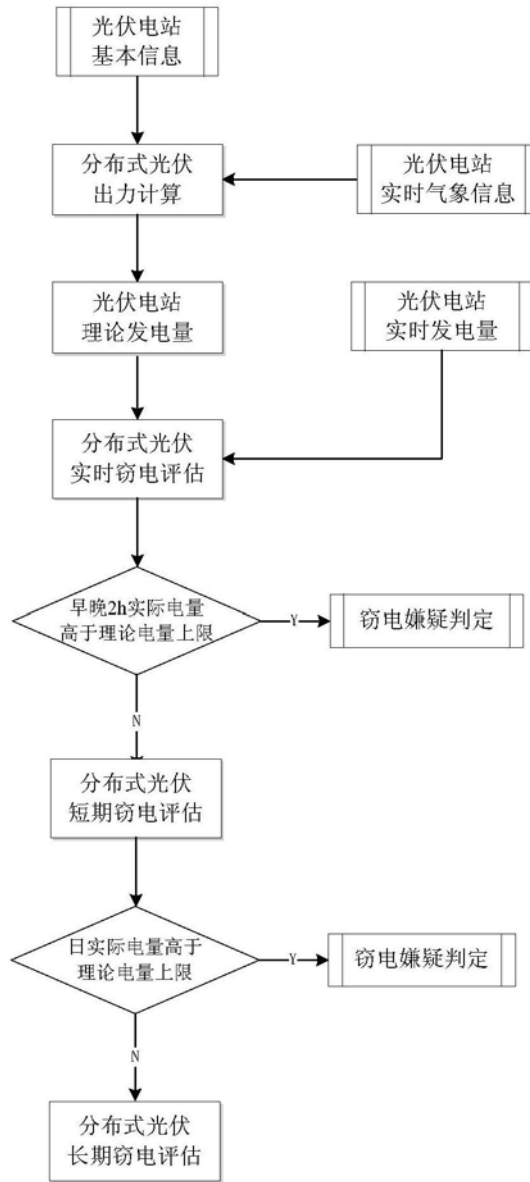 光伏电站
基本信息
分布式光伏
出力计算
光伏电站
实时气象信息
光伏电站
理论发电量
光伏电站
实时发电量
分布式光伏
实时窃电评估
早晚2h实际电量
高于理论电量上限
Y
窃电嫌疑判定
N
分布式光伏
短期窃电评估
日实际电量高于
理论电量上限
Y
窃电嫌疑判定
N
分布式光伏
长期窃电评估